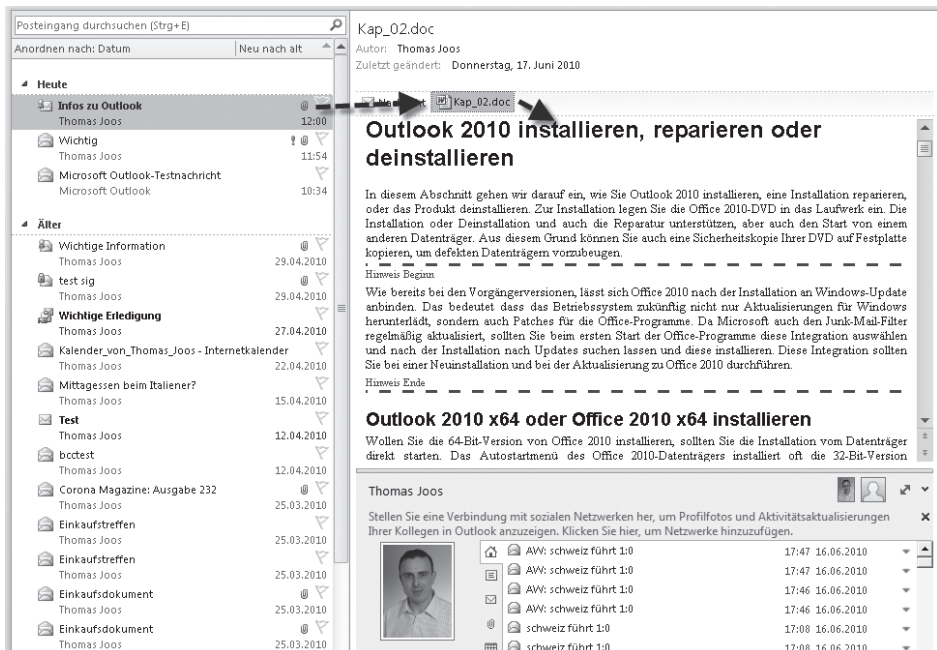 Posteingang durchsuchen (Strg+E)
Anordnen nach: Datum Neu nach alt
Heute
Infos zu Outlook
Thomas Joos 12:00
Wichtig
Thomas Joos 11:54
Microsoft Outlook-Testnachricht
Microsoft Outlook 10:34
Älter
Wichtige Information
Thomas Joos 29.04.2010
test sig
Thomas Joos 29.04.2010
Wichtige Erledigung
Thomas Joos 27.04.2010
Kalender_von_Thomas_Joos - Internetkalender
Thomas Joos 22.04.2010
Mittagessen beim Italiener?
Thomas Joos 15.04.2010
Test
Thomas Joos 12.04.2010
bcctest
Thomas Joos 12.04.2010
Corona Magazine: Ausgabe 232
Thomas Joos 25.03.2010
Einkaufstreffen
Thomas Joos 25.03.2010
Einkaufstreffen
Thomas Joos 25.03.2010
Einkaufsdokument
Thomas Joos 25.03.2010
Einkaufsdokument
Thomas Joos 25.03.2010
Kap_02.doc
Autor: Thomas Joos
Zuletzt geändert: Donnerstag, 17. Juni 2010
Kap_02.doc
Outlook 2010 installieren, reparieren oder
deinstallieren
In diesem Abschnitt gehen wir darauf ein, wie Sie Outlook 2010 installieren, eine Installation reparieren,
oder das Produkt deinstallieren. Zur Installation legen Sie die Office 2010-DVD in das Laufwerk ein. Die
Installation oder Deinstallation und auch die Reparatur unterstützen, aber auch den Start von einem
anderen Datenträger. Aus diesem Grund können Sie auch eine Sicherheitskopie Ihrer DVD auf Festplatte
kopieren, um defekten Datenträgern vorzubeugen.
Hinweis Beginn
Wie bereits bei den Vorgängerversionen, lässt sich Office 2010 nach der Installation an Windows-Update
anbinden. Das bedeutet dass das Betriebssystem zukünftig nicht nur Aktualisierungen für Windows
herunterlädt, sondern auch Patches für die Office-Programme. Da Microsoft auch den Junk-Mail-Filter
regelmäßig aktualisiert, sollten Sie beim ersten Start der Office-Programme diese Integration auswählen
und nach der Installation nach Updates suchen lassen und diese installieren. Diese Integration sollten
Sie bei einer Neuinstallation und bei der Aktualisierung zu Office 2010 durchführen.
Hinweis Ende
Outlook 2010 x64 oder Office 2010 x64 installieren
Wollen Sie die 64-Bit-Version von Office 2010 installieren, sollten Sie die Installation vom Datenträger
direkt starten. Das Autostartmenü des Office 2010-Datenträgers installiert oft die 32-Bit-Version
Thomas Joos
Stellen Sie eine Verbindung mit sozialen Netzwerken her, um Profilfotos und Aktivitätsaktualisierungen
Ihrer Kollegen in Outlook anzuzeigen. Klicken Sie hier, um Netzwerke hinzuzufügen.
AW: schweiz führt 1:0 17:47 16.06.2010
AW: schweiz führt 1:0 17:47 16.06.2010
AW: schweiz führt 1:0 17:46 16.06.2010
AW: schweiz führt 1:0 17:46 16.06.2010
schweiz führt 1:0 17:08 16.06.2010
schweiz führt 1:0 17:08 16.06.2010